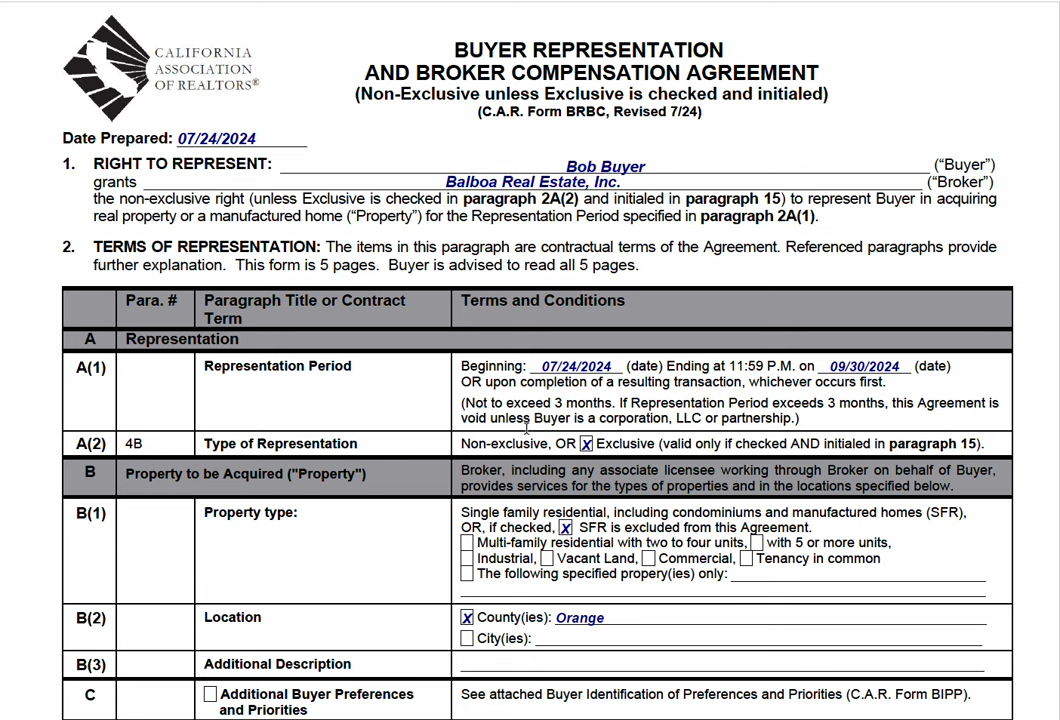 CALIFORNIA
ASSOCIATION
OF REALTORS®
BUYER REPRESENTATION
AND BROKER COMPENSATION AGREEMENT
(Non-Exclusive unless Exclusive is checked and initialed)
(C.A.R. Form BRBC, Revised 7/24)
Date Prepared: 07/24/2024
1. RIGHT TO REPRESENT: Bob Buyer (“Buyer”)
grants Balboa Real Estate, Inc. (“Broker”)
the non-exclusive right (unless Exclusive is checked in paragraph 2A(2) and initialed in paragraph 15) to represent Buyer in acquiring
real property or a manufactured home (“Property”) for the Representation Period specified in paragraph 2A(1).
2. TERMS OF REPRESENTATION: The items in this paragraph are contractual terms of the Agreement. Referenced paragraphs provide
further explanation. This form is 5 pages. Buyer is advised to read all 5 pages.
Para. # Paragraph Title or Contract Terms and Conditions
Term
A Representation
A(1) Representation Period Beginning: 07/24/2024 (date) Ending at 11:59 P.M. on 09/30/2024 (date)
OR upon completion of a resulting transaction, whichever occurs first.
(Not to exceed 3 months. If Representation Period exceeds 3 months, this Agreement is
void unless Buyer is a corporation, LLC or partnership.)
A(2) 4B Type of Representation Non-exclusive, OR X Exclusive (valid only if checked AND initialed in paragraph 15).
B Property to be Acquired ("Property") Broker, including any associate licensee working through Broker on behalf of Buyer,
provides services for the types of properties and in the locations specified below.
B(1) Property type: Single family residential, including condominiums and manufactured homes (SFR),
OR, if checked, X SFR is excluded from this Agreement.
Multi-family residential with two to four units, with 5 or more units,
Industrial, Vacant Land, Commercial, Tenancy in common
The following specified propery(ies) only:
B(2) Location X County(ies): Orange
City(ies):
B(3) Additional Description
C Additional Buyer Preferences See attached Buyer Identification of Preferences and Priorities (C.A.R. Form BIPP).
and Priorities